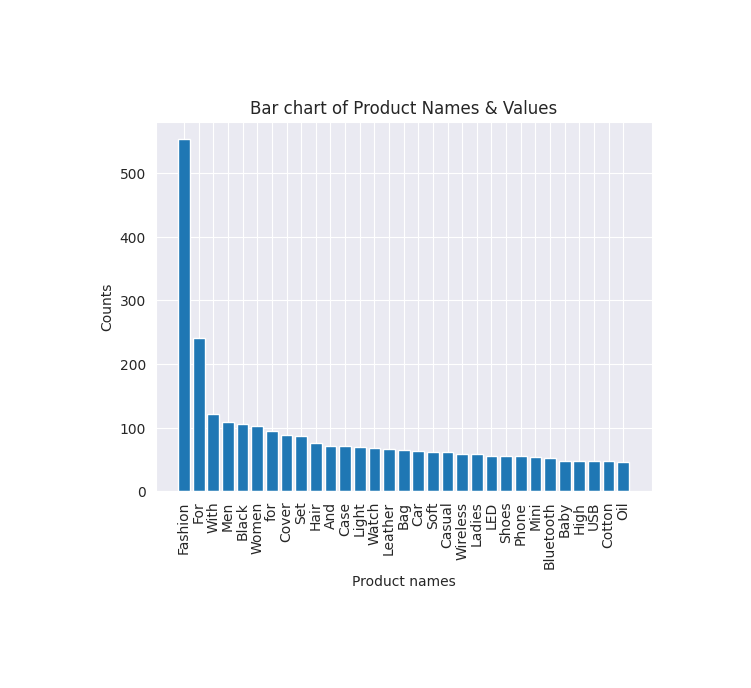 Bar chart of Product Names & Values
500
400
300
200
100
0
Counts
Fashion
For
With
Men
Black
Women
for
Cover
Set
Hair
And
Case
Light
Watch
Leather
Bag
Car
Soft
Casual
Wireless
Ladies
LED
Shoes
Phone
Mini
Bluetooth
Baby
High
USB
Cotton
Oil
Product names